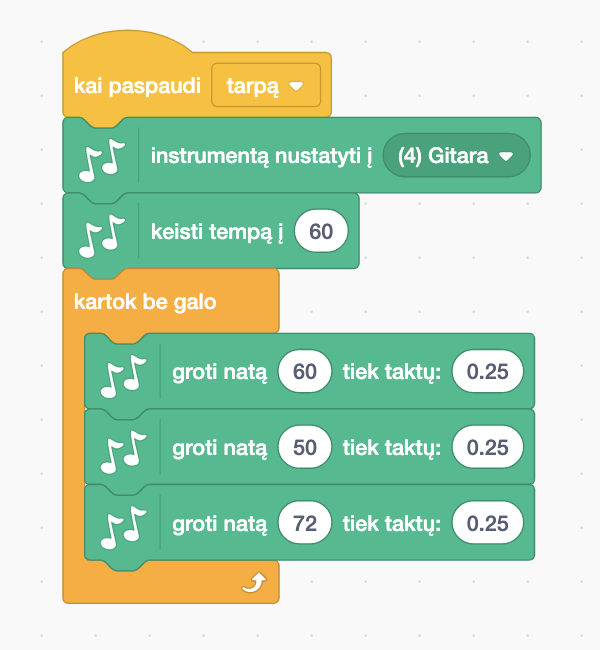 kai paspaudi tarpą
instrumentą nustatyti į (4) Gitara
keisti tempą į 60
kartok be galo
groti natą 60 tiek taktų: 0.25
groti natą 50 tiek taktų: 0.25
groti natą 72 tiek taktų: 0.25